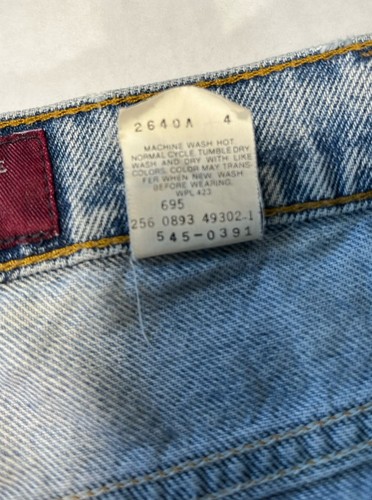 E
2640A 4
MACHINE WASH HOT
NORMAL CYCLE TUMBLE DRY
WASH AND DRY WITH LIKE
COLORS, COLOR MAY TRANS-
FER WHEN NEW. WASH
BEFORE WEARING.
WPL 423
695
256 0893 49302-1
545-0391